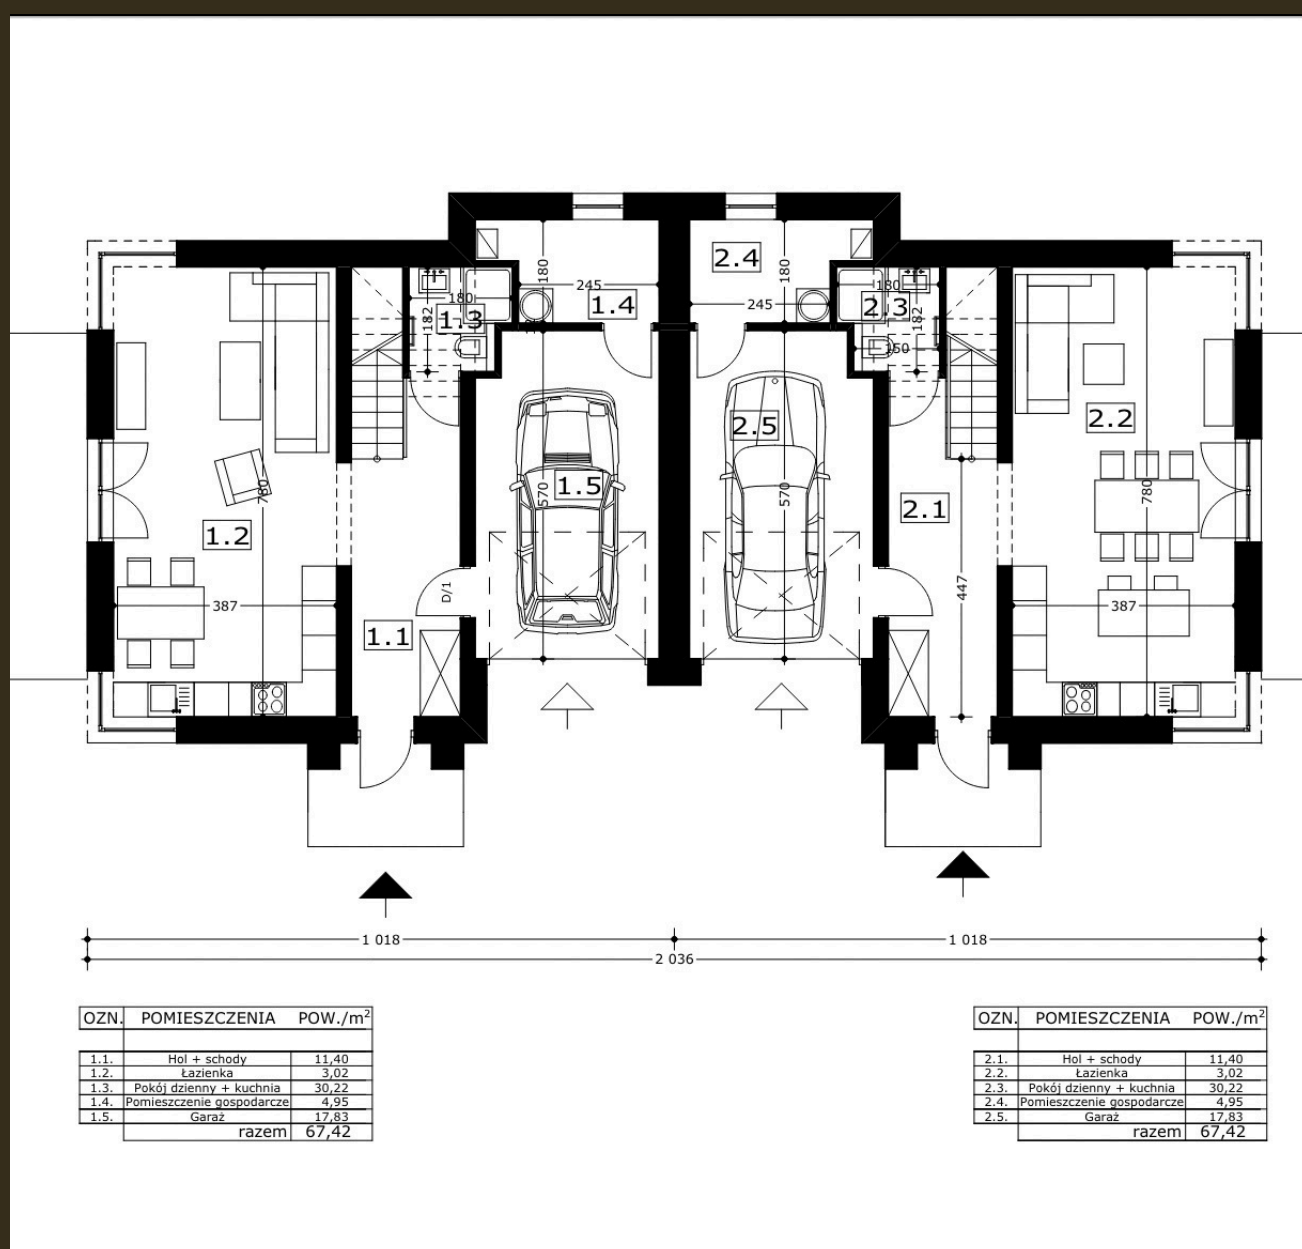 2.4
180
180
245
1.4
245
180
1.3
182
180
2.3
182
150
2.5
2.2
780
1.5
570
570
780
1.2
2.1
387
D/1
447
387
1.1
1 018
1 018
2 036
OZN. POMIESZCZENIA POW./m²
1.1. Hol + schody 11,40
1.2. Łazienka 3,02
1.3. Pokój dzienny + kuchnia 30,22
1.4. Pomieszczenie gospodarcze 4,95
1.5. Garaż 17,83
razem 67,42
OZN. POMIESZCZENIA POW./m²
2.1. Hol + schody 11,40
2.2. Łazienka 3,02
2.3. Pokój dzienny + kuchnia 30,22
2.4. Pomieszczenie gospodarcze 4,95
2.5. Garaż 17,83
razem 67,42